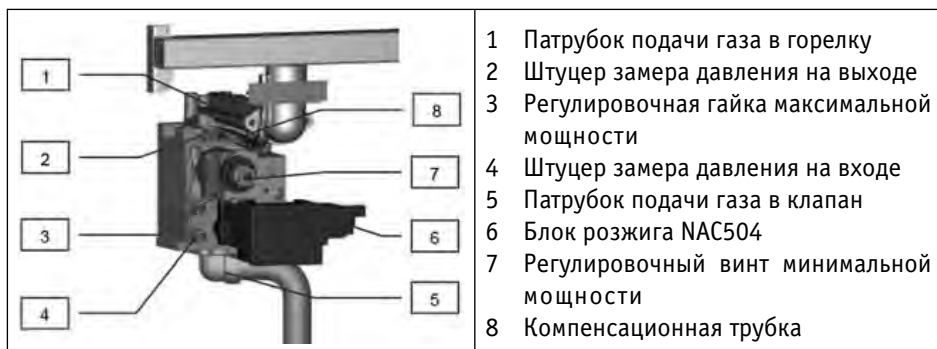 1
8
2
7
3
6
4
5
1 Патрубок подачи газа в горелку
2 Штуцер замера давления на выходе
3 Регулировочная гайка максимальной
мощности
4 Штуцер замера давления на входе
5 Патрубок подачи газа в клапан
6 Блок розжига NAC504
7 Регулировочный винт минимальной
мощности
8 Компенсационная трубка